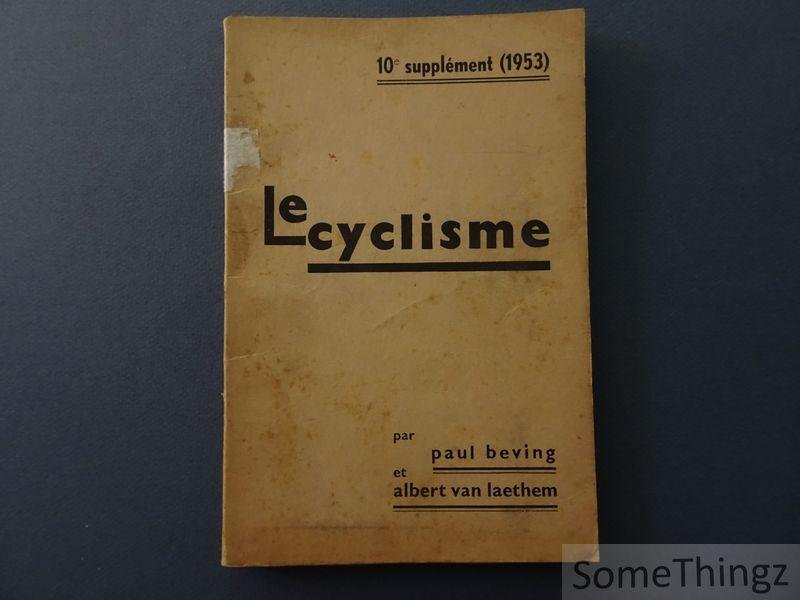 10e supplément (1953)
Le cyclisme
par
paul beving
et
albert van laethem
SomeThingz